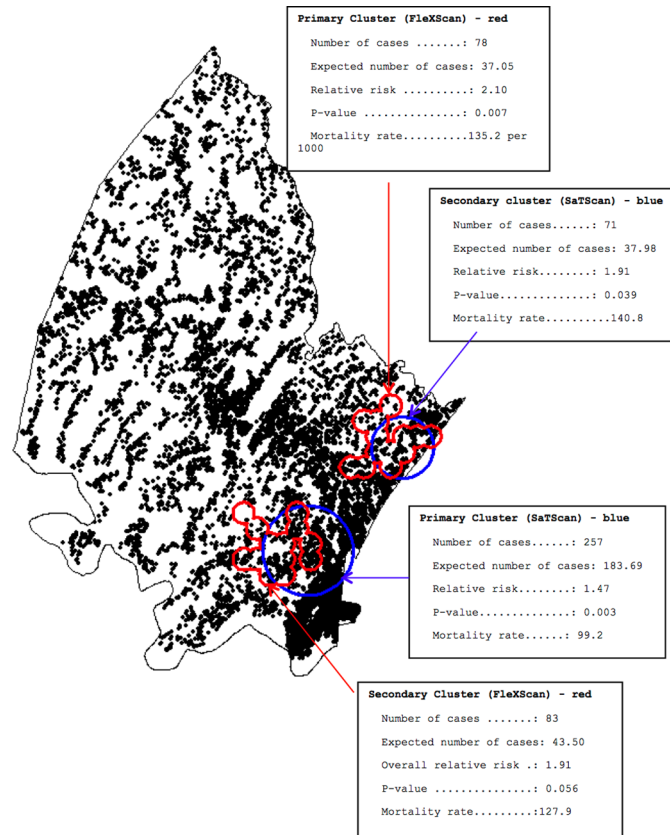 Primary Cluster (FleXScan) - red
Number of cases .......: 78
Expected number of cases: 37.05
Relative risk ..........: 2.10
P-value ...............: 0.007
Mortality rate..........135.2 per
1000
Secondary cluster (SaTScan) - blue
Number of cases......: 71
Expected number of cases: 37.98
Relative risk........: 1.91
P-value..............: 0.039
Mortality rate..........140.8
Primary Cluster (SaTScan) - blue
Number of cases......: 257
Expected number of cases: 183.69
Relative risk........: 1.47
P-value..............: 0.003
Mortality rate......: 99.2
Secondary Cluster (FleXScan) - red
Number of cases .......: 83
Expected number of cases: 43.50
Overall relative risk .: 1.91
P-value ...............: 0.056
Mortality rate.........:127.9